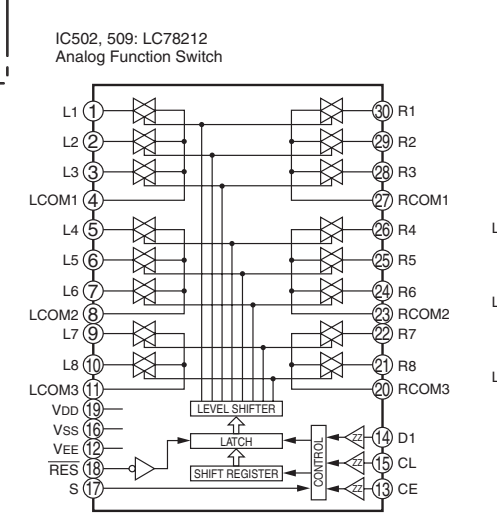 IC502, 509: LC78212
Analog Function Switch
L1 1 30 R1
L2 2 29 R2
L3 3 28 R3
LCOM1 4 27 RCOM1
L4 5 26 R4
L5 6 25 R5
L6 7 24 R6
LCOM2 8 23 RCOM2
L7 9 22 R7
L8 10 21 R8
LCOM3 11 20 RCOM3
VDD 19 LEVEL SHIFTER
VSS 16 LATCH 14 D1
VEE 12 CONTROL 15 CL
RES 18 SHIFT REGISTER
S 17 13 CE
ZZ
ZZ
ZZ
L
L
L